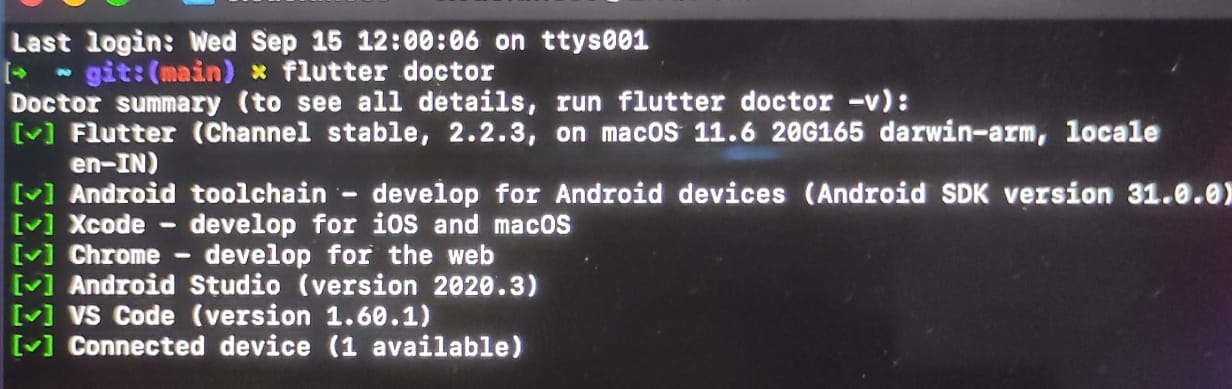 Last login: Wed Sep 15 12:00:06 on ttys001
[➜  ~ git:(main) ✗ flutter doctor
Doctor summary (to see all details, run flutter doctor -v):
[✓] Flutter (Channel stable, 2.2.3, on macOS 11.6 20G165 darwin-arm, locale
en-IN)
[✓] Android toolchain - develop for Android devices (Android SDK version 31.0.0)
[✓] Xcode - develop for iOS and macOS
[✓] Chrome - develop for the web
[✓] Android Studio (version 2020.3)
[✓] VS Code (version 1.60.1)
[✓] Connected device (1 available)